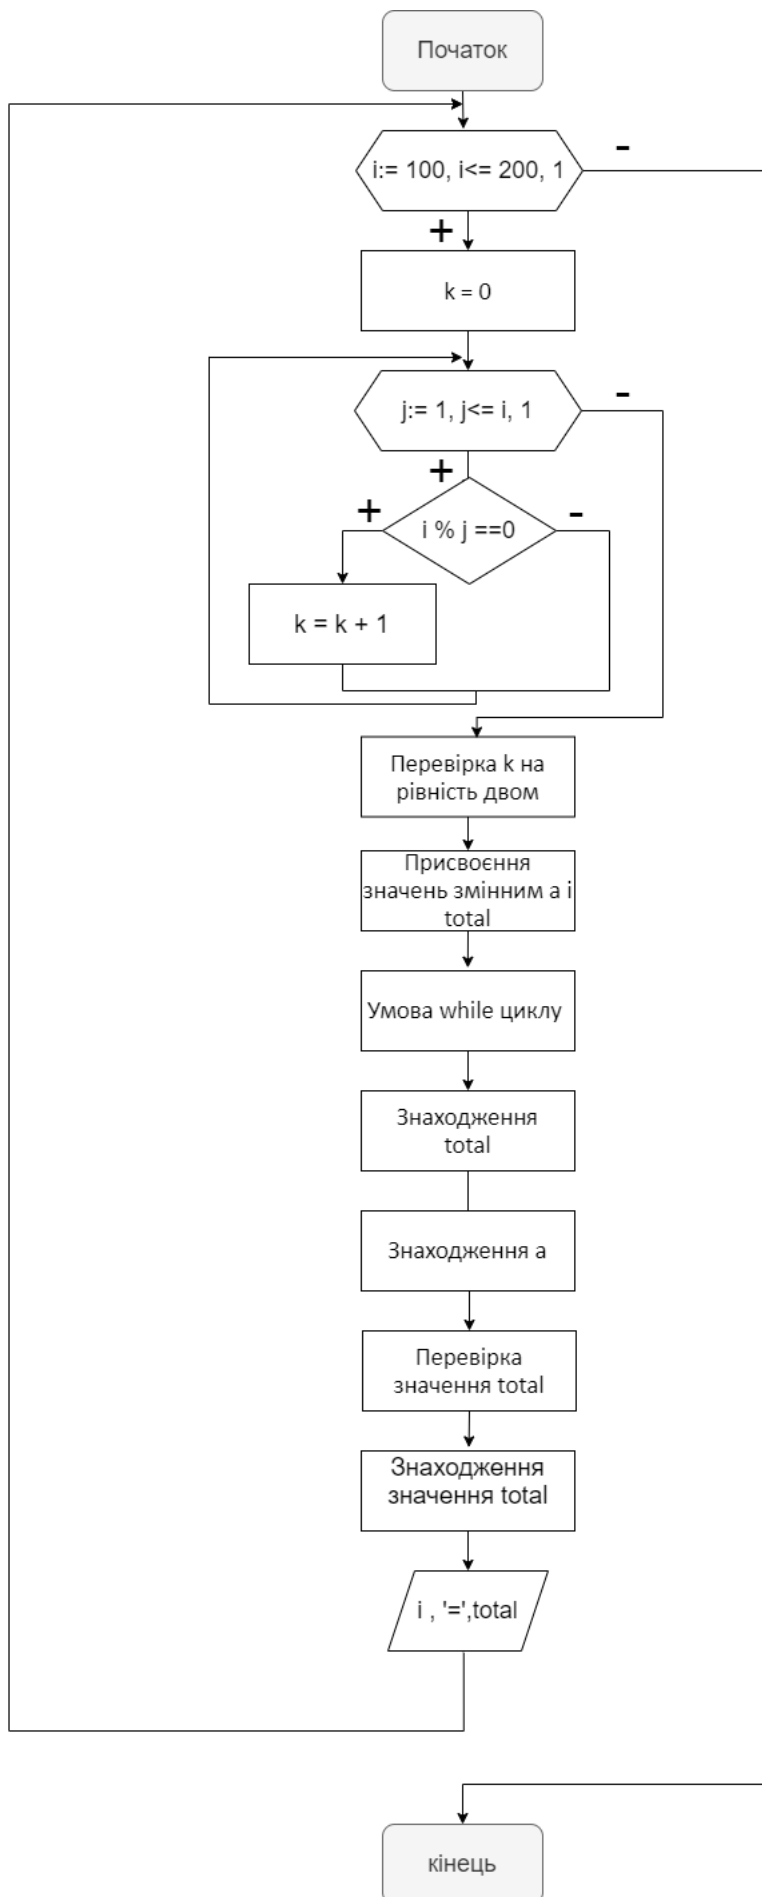 Початок
i:= 100, i<= 200, 1
-
+
k = 0
j:= 1, j<= i, 1
-
+
+
i % j ==0
-
k = k + 1
Перевірка k на
рівність двом
Присвоєння
значень змінним a i
total
Умова while циклу
Знаходження
total
Знаходження a
Перевірка
значення total
Знаходження
значення total
i , '=',total
кінець